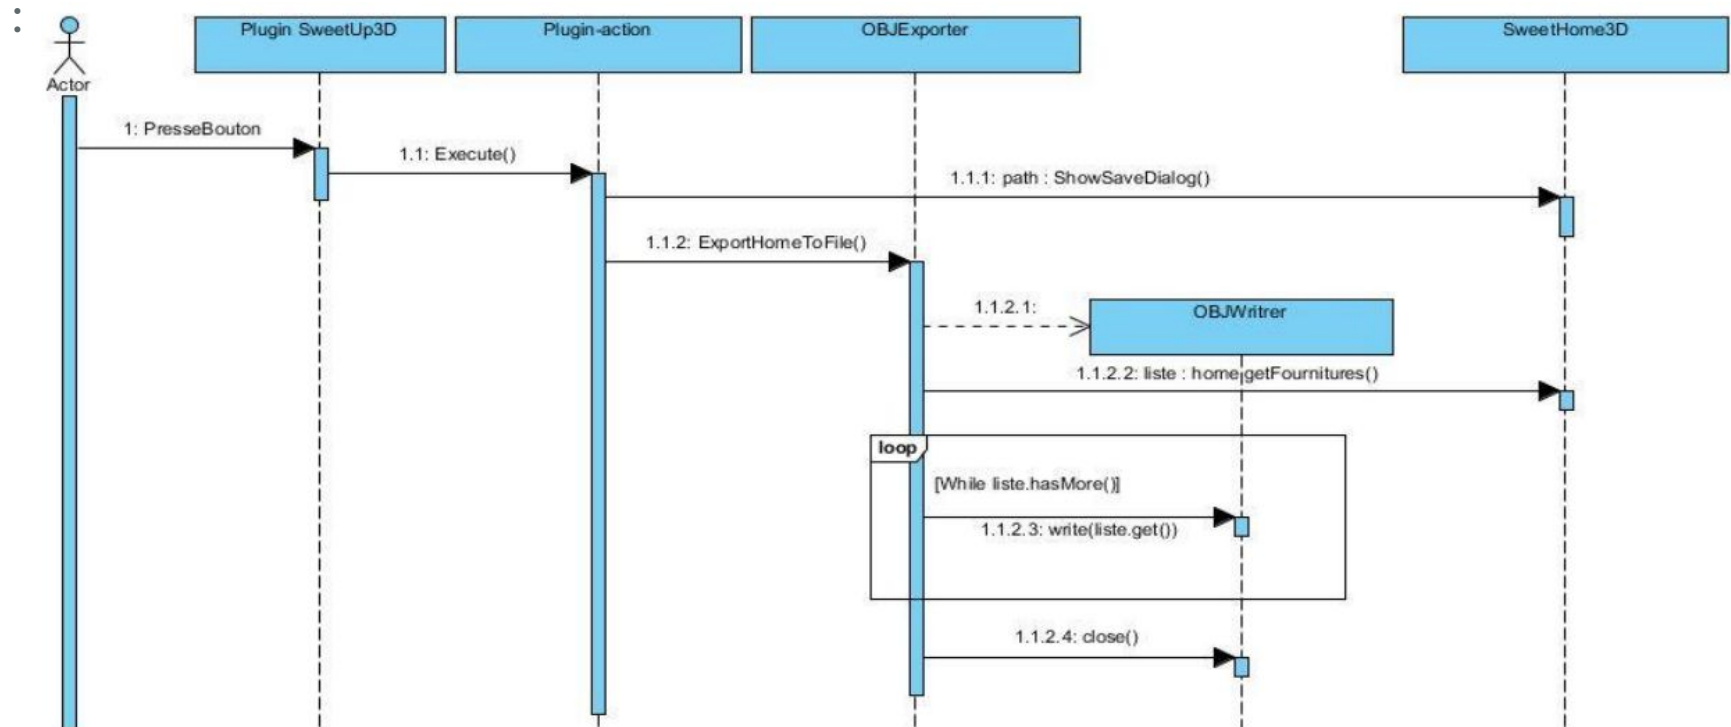 Plugin SweetUp3D
Plugin-action
OBJExporter
SweetHome3D
Actor
1: PresseBouton
1.1: Execute()
1.1.1: path : ShowSaveDialog()
1.1.2: ExportHomeToFile()
1.1.2.1:
OBJWritrer
1.1.2.2: liste : home.getFournitures()
loop
[While liste.hasMore()]
1.1.2.3: write(liste.get())
1.1.2.4: close()